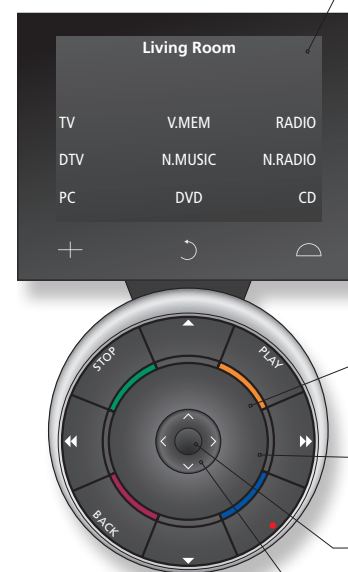 Living Room
TV V.MEM RADIO
DTV N.MUSIC N.RADIO
PC DVD CD
STOP PLAY
BACK